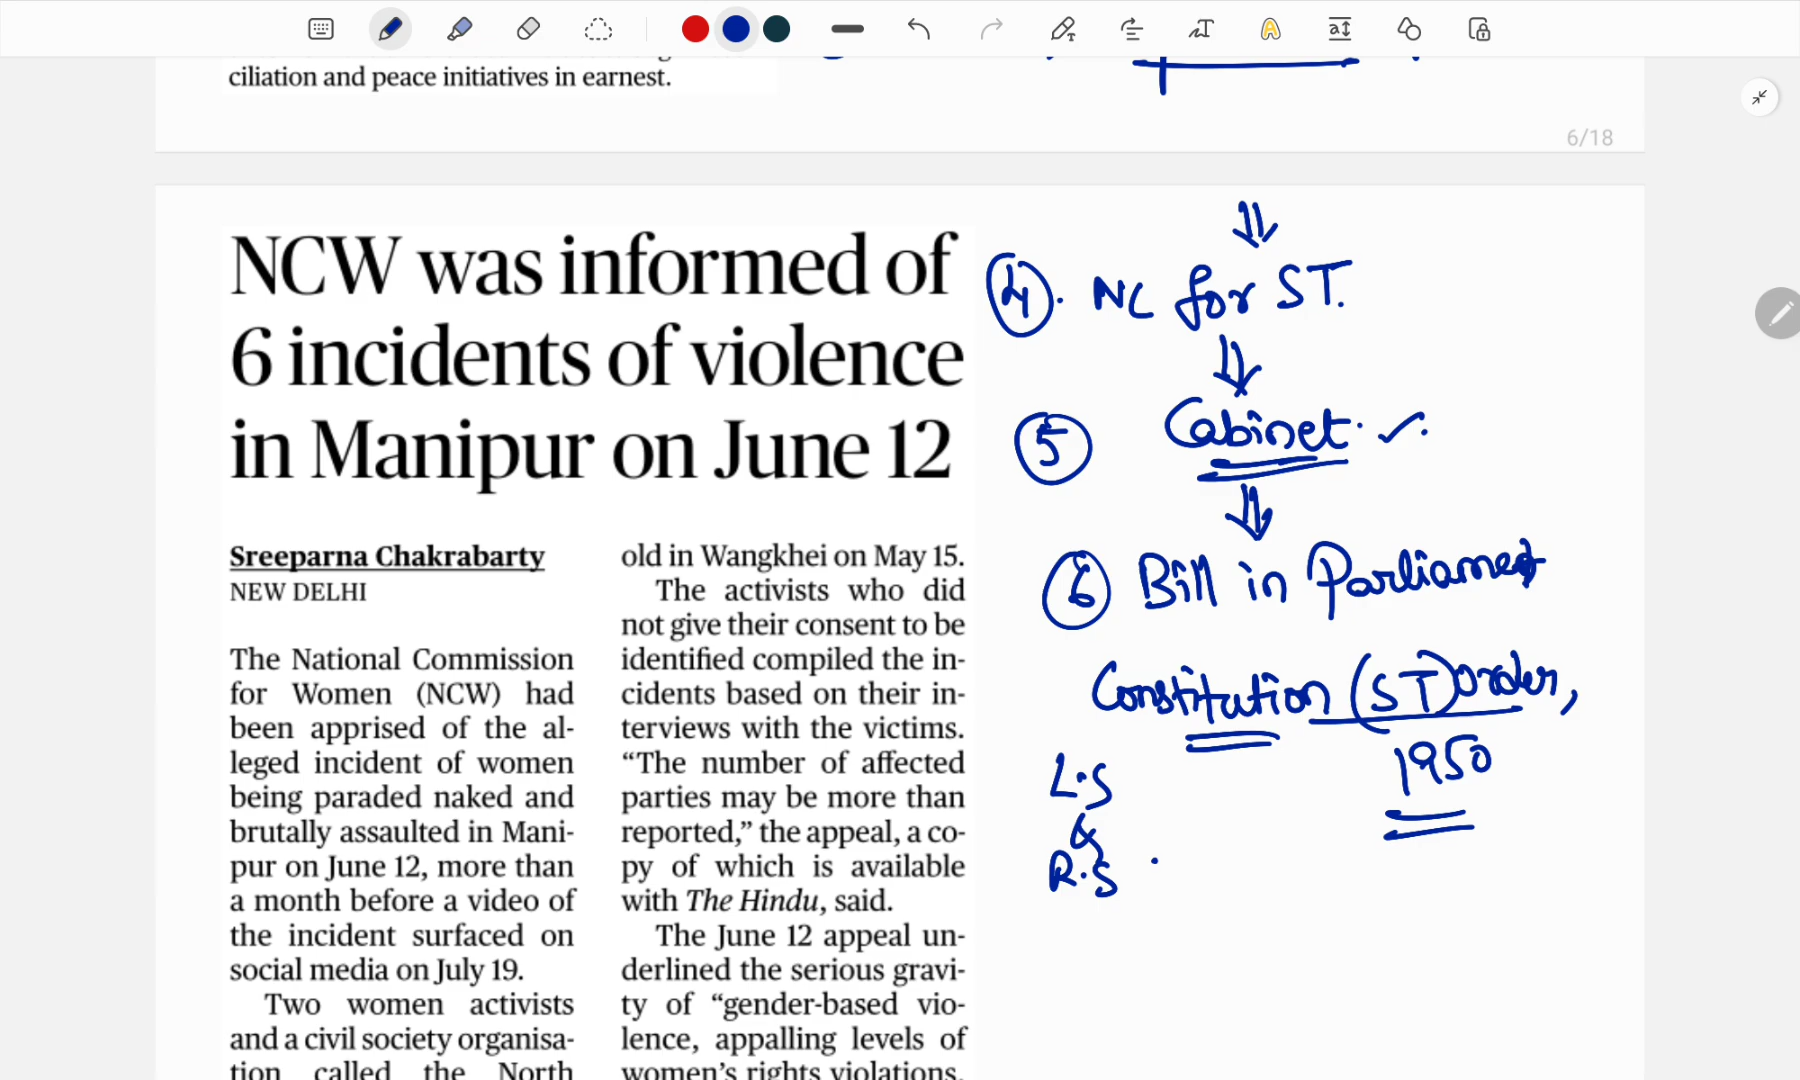 ciliation and peace initiatives in earnest.
6/18
NCW was informed of
6 incidents of violence
in Manipur on June 12
Sreeparna Chakrabarty
NEW DELHI
The National Commission
for Women (NCW) had
been apprised of the al-
leged incident of women
being paraded naked and
brutally assaulted in Mani-
pur on June 12, more than
a month before a video of
the incident surfaced on
social media on July 19.
Two women activists
and a civil society organisa-
tion called the North
old in Wangkhei on May 15.
The activists who did
not give their consent to be
identified compiled the in-
cidents based on their in-
terviews with the victims.
“The number of affected
parties may be more than
reported,” the appeal, a co-
py of which is available
with The Hindu, said.
The June 12 appeal un-
derlined the serious gravi-
ty of “gender-based vio-
lence, appalling levels of
women’s rights violations,
4. NC for ST.
5 Cabinet.
6 Bill in Parliament
Constitution (ST) order,
1950
L.S
&
R.S